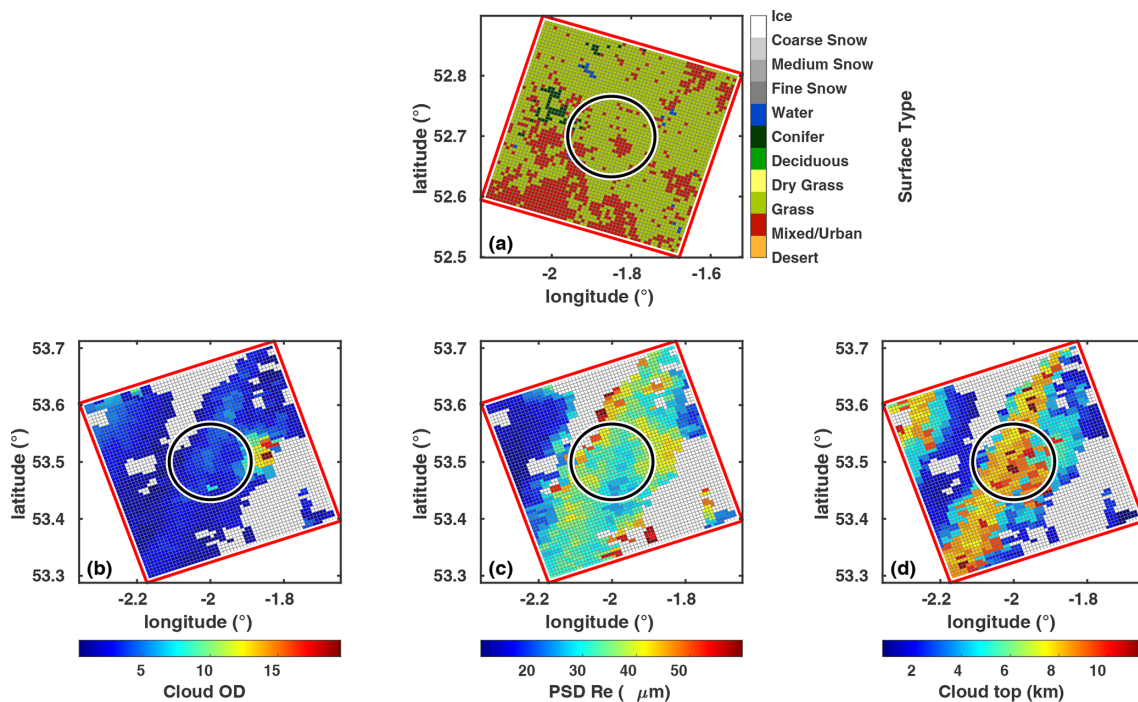 Ice
Coarse Snow
Medium Snow
Fine Snow
Water
Conifer
Deciduous
Dry Grass
Grass
Mixed/Urban
Desert
Surface Type
52.8
52.7
52.6
52.5
latitude (°)
(a)
-2 -1.8 -1.6
longitude (°)
53.7
53.6
53.5
53.4
53.3
latitude (°)
(b)
-2.2 -2 -1.8
longitude (°)
5 10 15
Cloud OD
53.7
53.6
53.5
53.4
53.3
latitude (°)
(c)
-2.2 -2 -1.8
longitude (°)
20 30 40 50
PSD Re ( μm)
53.7
53.6
53.5
53.4
53.3
latitude (°)
(d)
-2.2 -2 -1.8
longitude (°)
2 4 6 8 10
Cloud top (km)